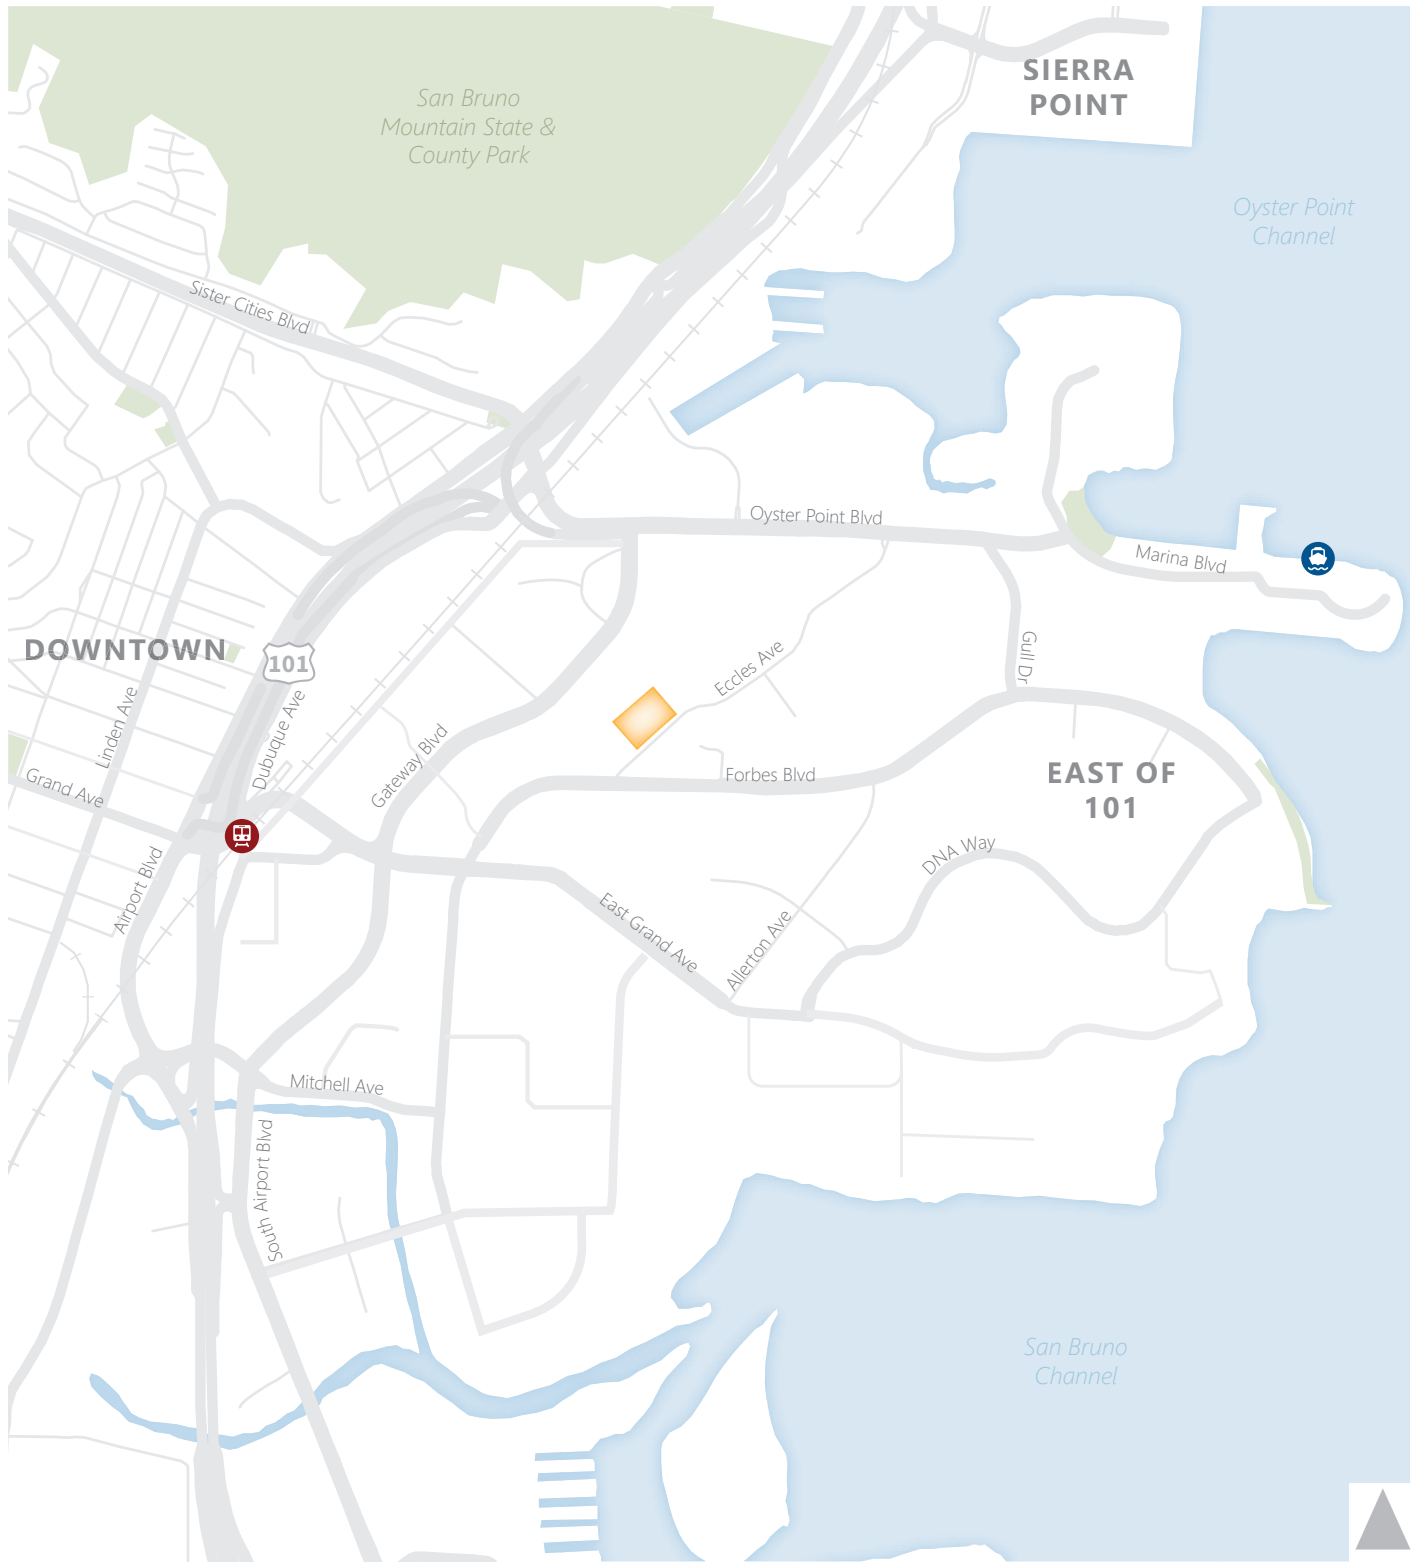 SIERRA
POINT
San Bruno
Mountain State &
County Park
Oyster Point
Channel
Sister Cities Blvd
Oyster Point Blvd
Marina Blvd
DOWNTOWN
101
Gull Dr
Eccles Ave
Linden Ave
Dubuque Ave
Gateway Blvd
Grand Ave
Forbes Blvd
EAST OF
101
DNA Way
Airport Blvd
East Grand Ave
Allerton Ave
Mitchell Ave
South Airport Blvd
San Bruno
Channel